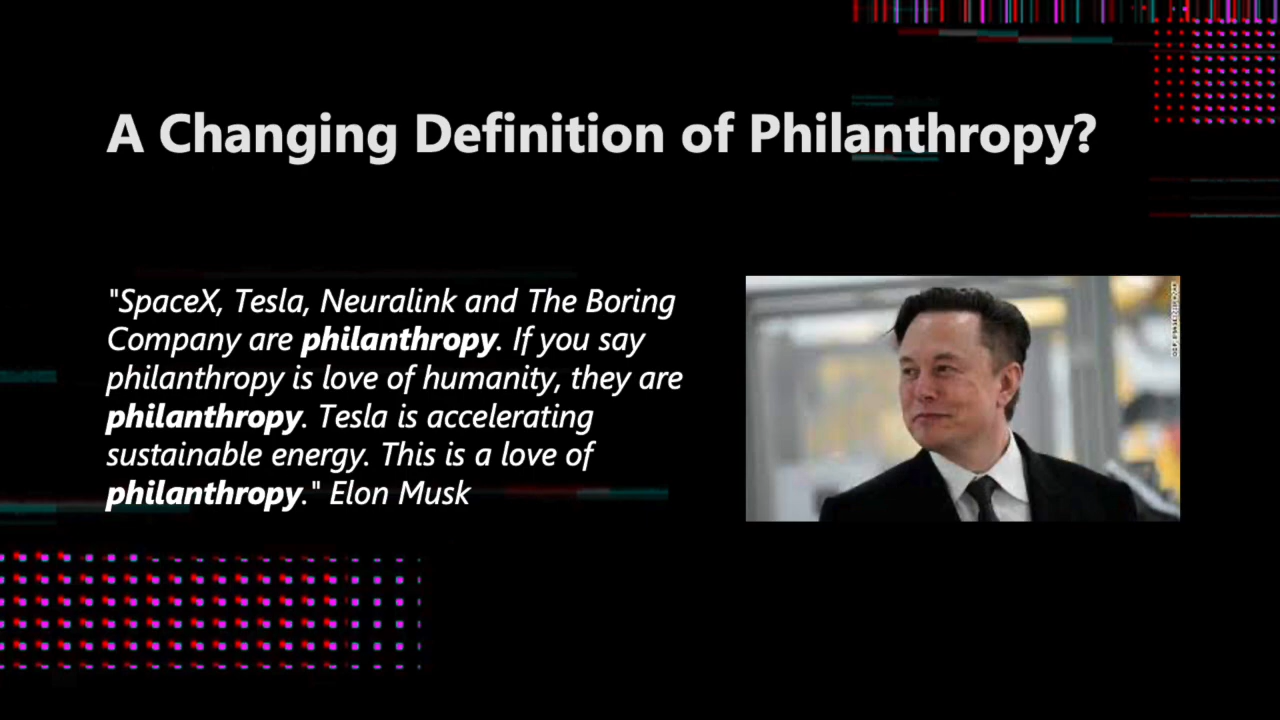 A Changing Definition of Philanthropy?
"SpaceX, Tesla, Neuralink and The Boring
Company are philanthropy. If you say
philanthropy is love of humanity, they are
philanthropy. Tesla is accelerating
sustainable energy. This is a love of
philanthropy." Elon Musk